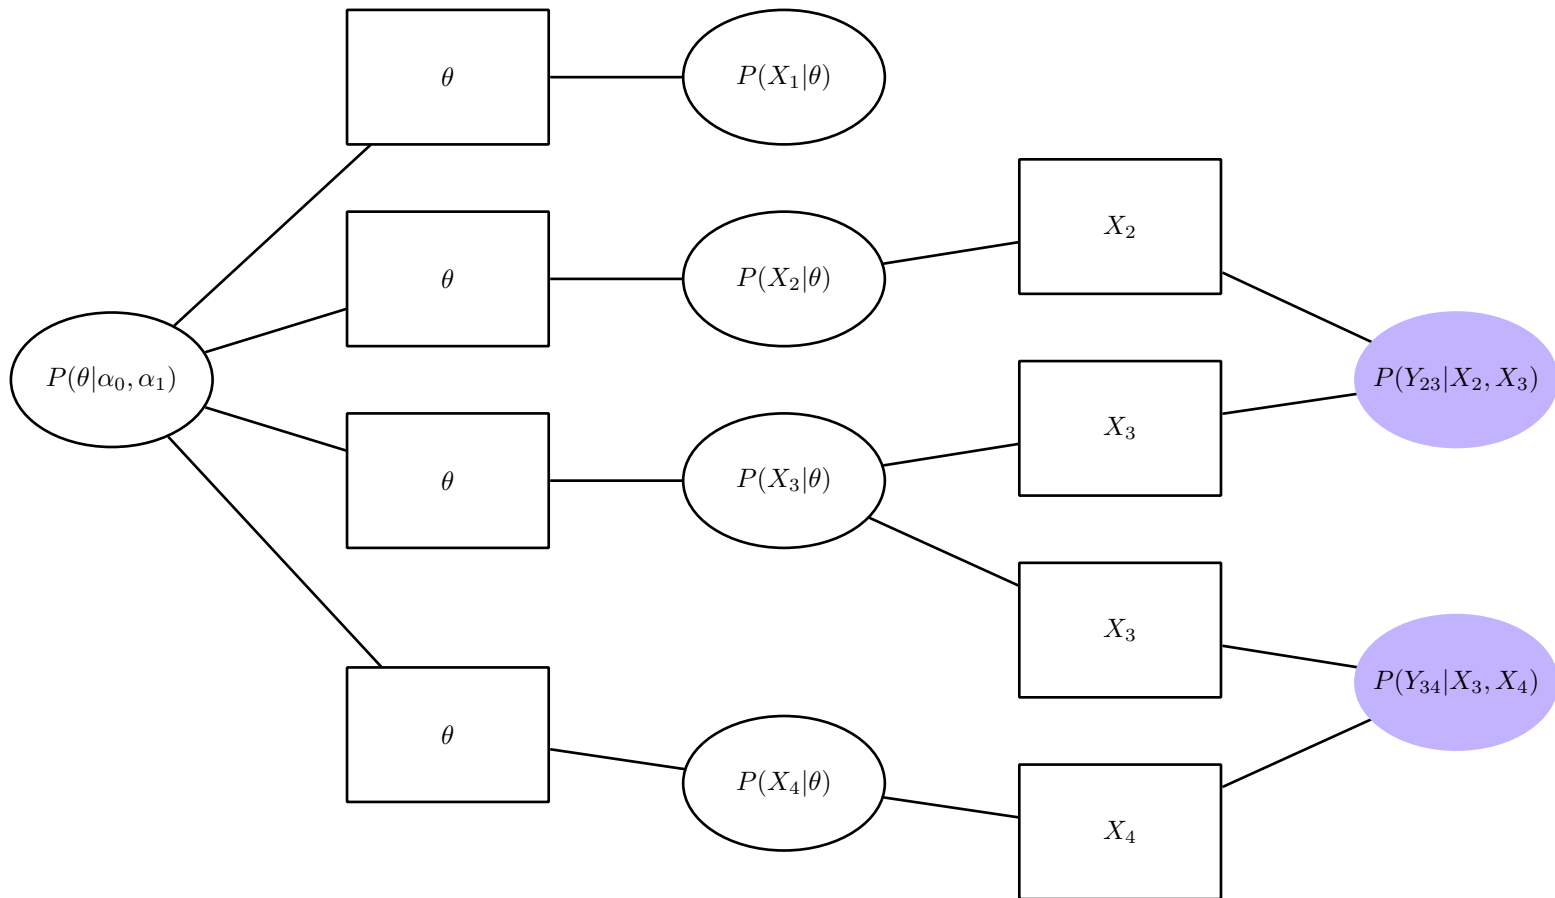 θ
P(X₁|θ)
X₂
θ
P(X₂|θ)
P(θ|α₀, α₁)
P(Y₂₃|X₂, X₃)
X₃
θ
P(X₃|θ)
X₃
P(Y₃₄|X₃, X₄)
θ
P(X₄|θ)
X₄